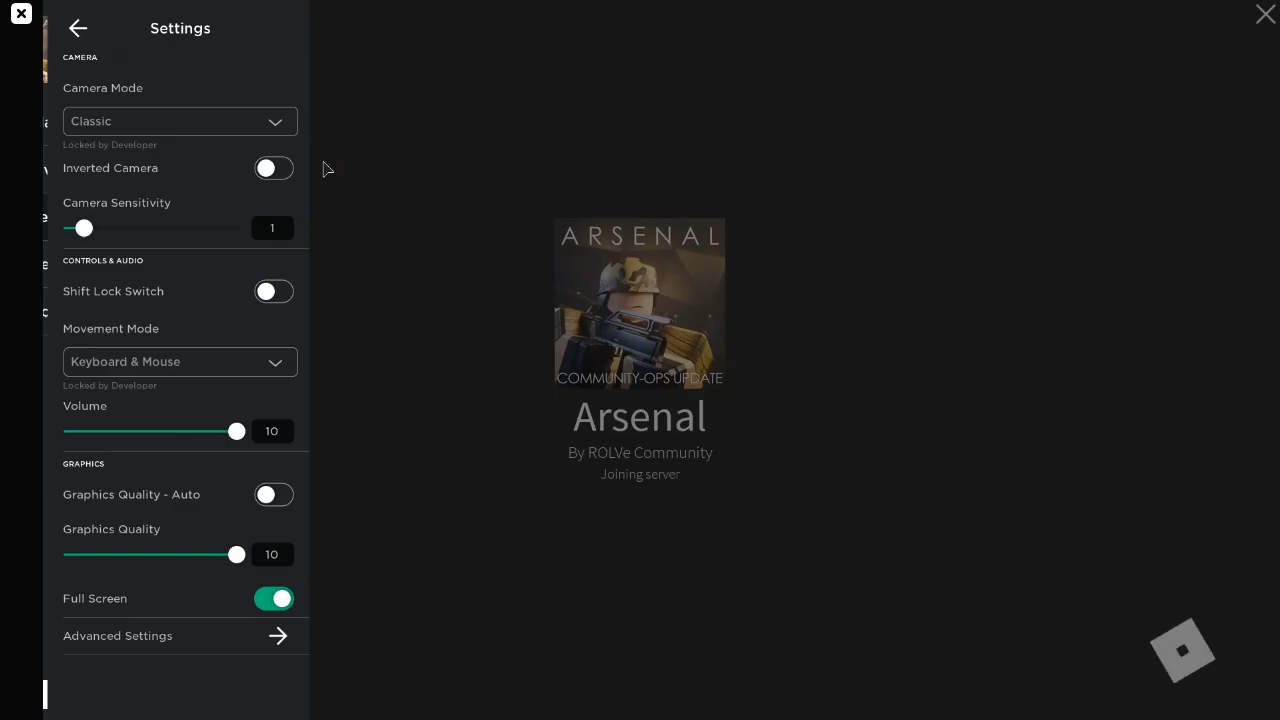 Settings
CAMERA
Camera Mode
Classic
Locked by Developer
Inverted Camera
Camera Sensitivity
1
CONTROLS & AUDIO
Shift Lock Switch
Movement Mode
Keyboard & Mouse
Locked by Developer
Volume
10
GRAPHICS
Graphics Quality - Auto
Graphics Quality
10
Full Screen
Advanced Settings
ARSENAL
COMMUNITY-OPS UPDATE
Arsenal
By ROLVe Community
Joining server